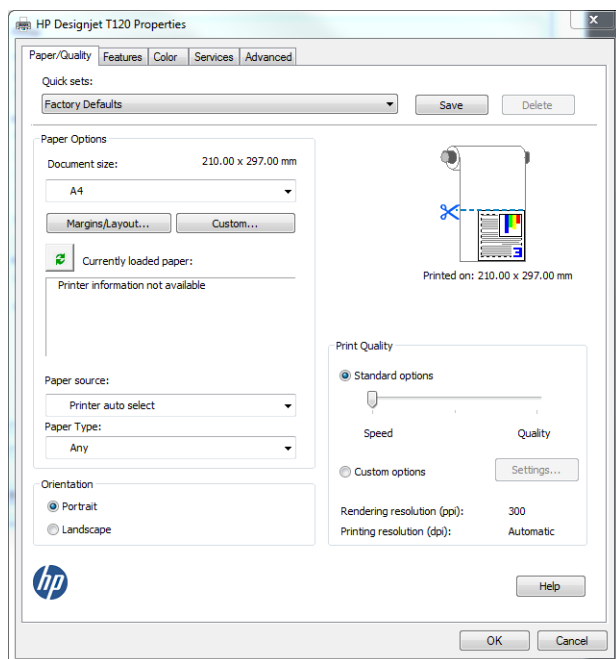 HP Designjet T120 Properties
x
Paper/Quality Features Color Services Advanced
Quick sets:
Factory Defaults Save Delete
Paper Options
Document size: 210.00 x 297.00 mm
A4
Margins/Layout... Custom...
Currently loaded paper:
Printer information not available
3
Printed on: 210.00 x 297.00 mm
Paper source:
Printer auto select
Paper Type:
Any
Print Quality
Standard options
Speed Quality
Custom options Settings...
Rendering resolution (ppi): 300
Printing resolution (dpi): Automatic
Orientation
Portrait
Landscape
hp
Help
OK Cancel